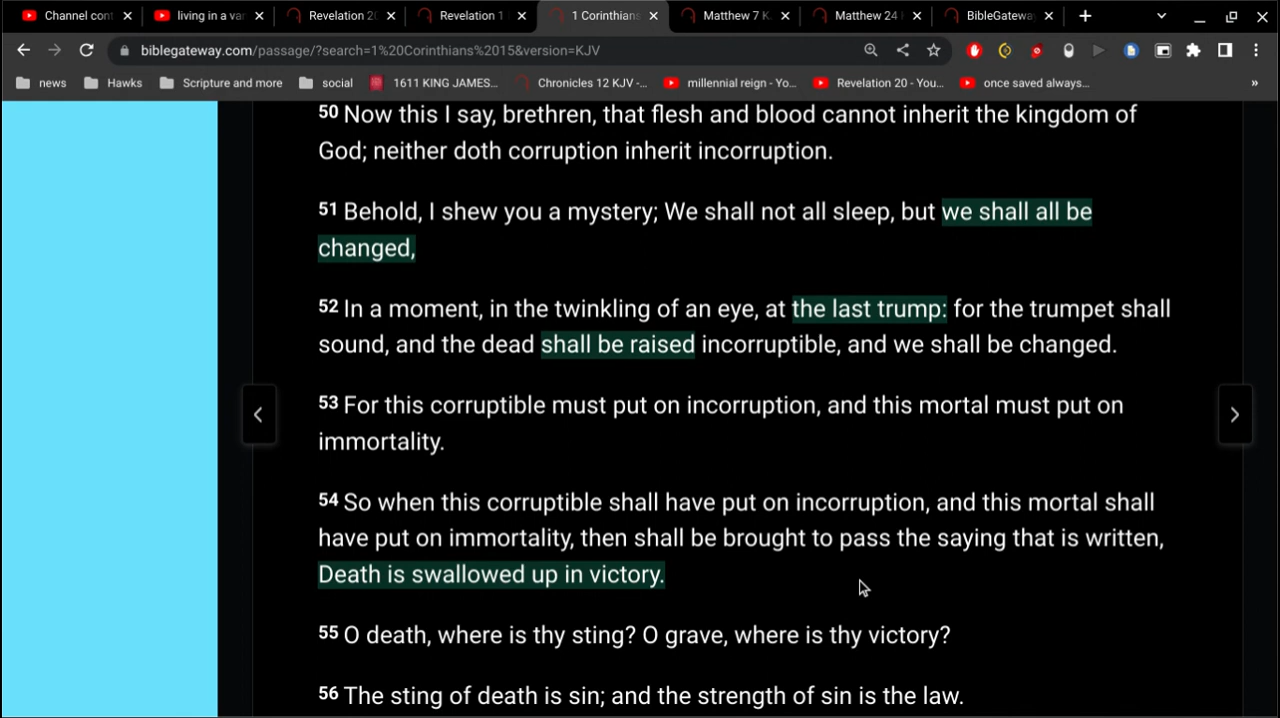 Channel cont
living in a van
Revelation 20
Revelation 1
1 Corinthians
Matthew 7 K
Matthew 24
BibleGateway
biblegateway.com/passage/?search=1%20Corinthians%2015&version=KJV
news
Hawks
Scripture and more
social
1611 KING JAMES...
Chronicles 12 KJV -...
millennial reign - Yo...
Revelation 20 - You...
once saved always...
»
50 Now this I say, brethren, that flesh and blood cannot inherit the kingdom of
God; neither doth corruption inherit incorruption.
51 Behold, I shew you a mystery; We shall not all sleep, but we shall all be
changed,
52 In a moment, in the twinkling of an eye, at the last trump: for the trumpet shall
sound, and the dead shall be raised incorruptible, and we shall be changed.
53 For this corruptible must put on incorruption, and this mortal must put on
immortality.
54 So when this corruptible shall have put on incorruption, and this mortal shall
have put on immortality, then shall be brought to pass the saying that is written,
Death is swallowed up in victory.
55 O death, where is thy sting? O grave, where is thy victory?
56 The sting of death is sin; and the strength of sin is the law.